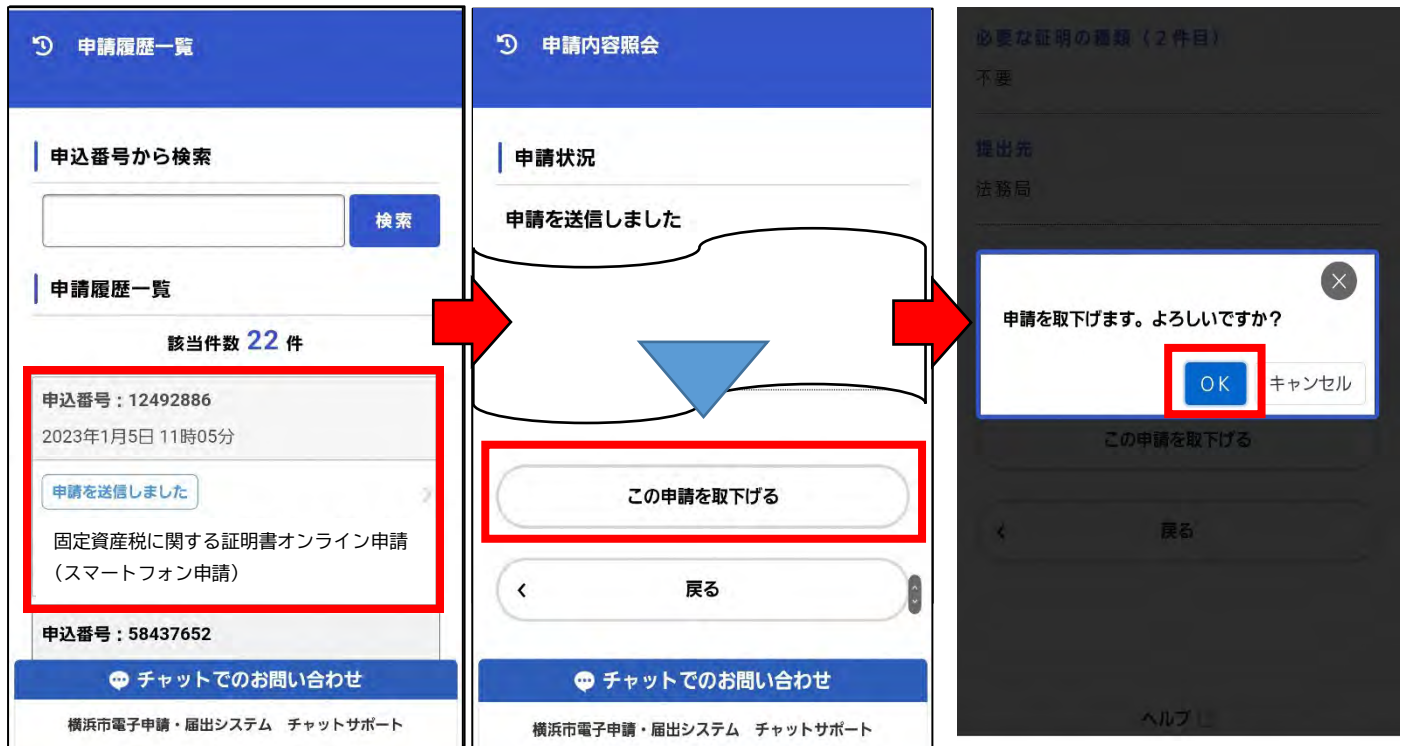 申請履歴一覧
申込番号から検索
検索
申請履歴一覧
該当件数 22 件
申込番号：12492886
2023年1月5日 11時05分
申請を送信しました
固定資産税に関する証明書オンライン申請
（スマートフォン申請）
申込番号：58437652
チャットでのお問い合わせ
横浜市電子申請・届出システム チャットサポート
申請内容照会
申請状況
申請を送信しました
この申請を取下げる
戻る
チャットでのお問い合わせ
横浜市電子申請・届出システム チャットサポート
必要な証明の種類（2件目）
不要
提出先
法務局
申請を取下げます。よろしいですか？
OK
キャンセル
この申請を取下げる
戻る
ヘルプ